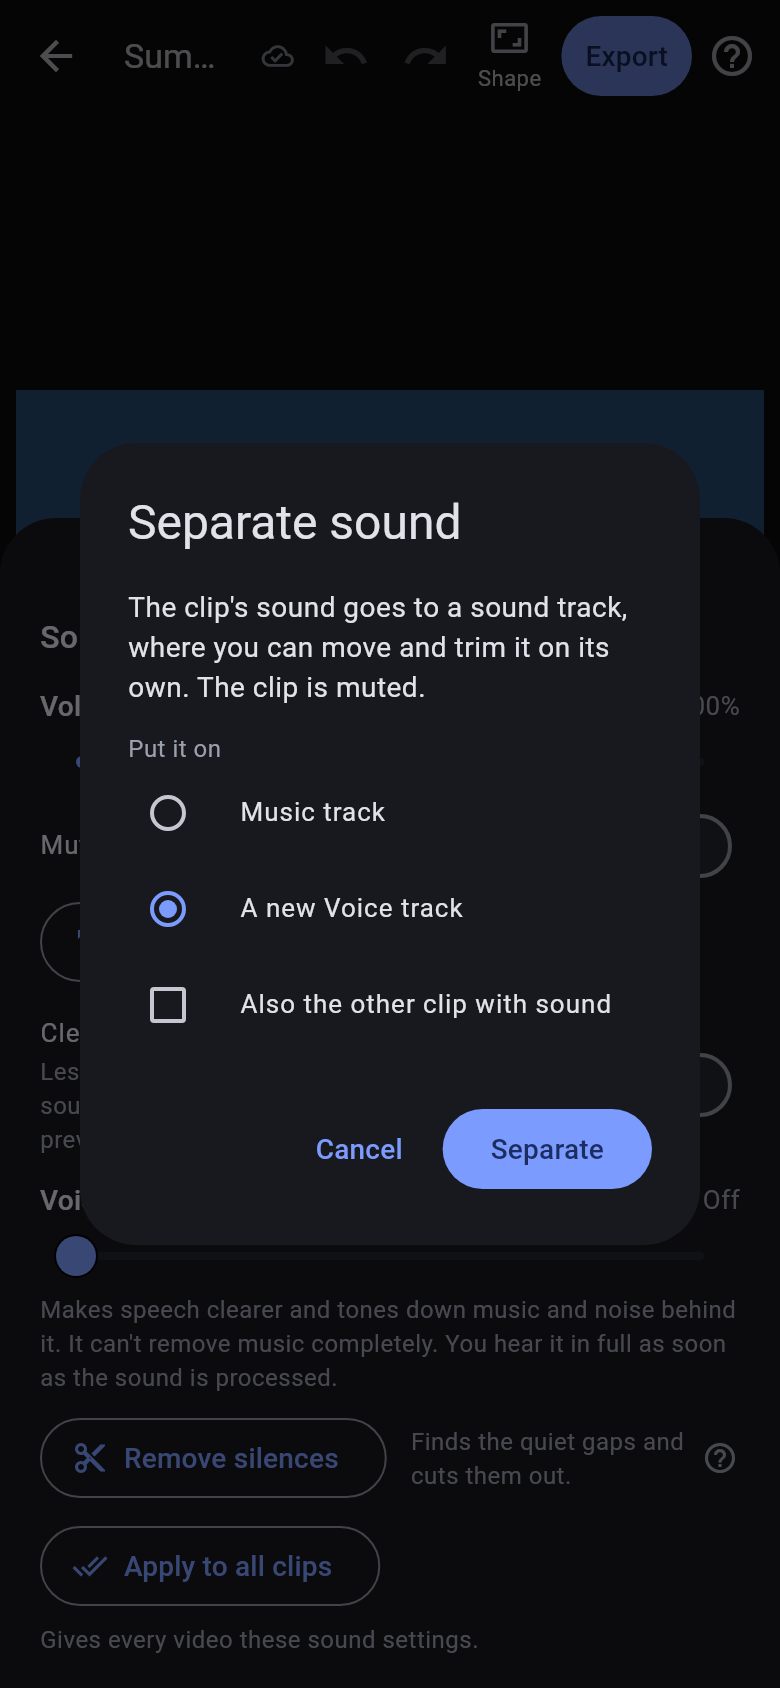 Sum...
Shape
Export
Separate sound
The clip's sound goes to a sound track,
where you can move and trim it on its
own. The clip is muted.
Put it on
Music track
A new Voice track
Also the other clip with sound
Cancel
Separate
Off
Makes speech clearer and tones down music and noise behind
it. It can't remove music completely. You hear it in full as soon
as the sound is processed.
Remove silences
Finds the quiet gaps and
cuts them out.
Apply to all clips
Gives every video these sound settings.